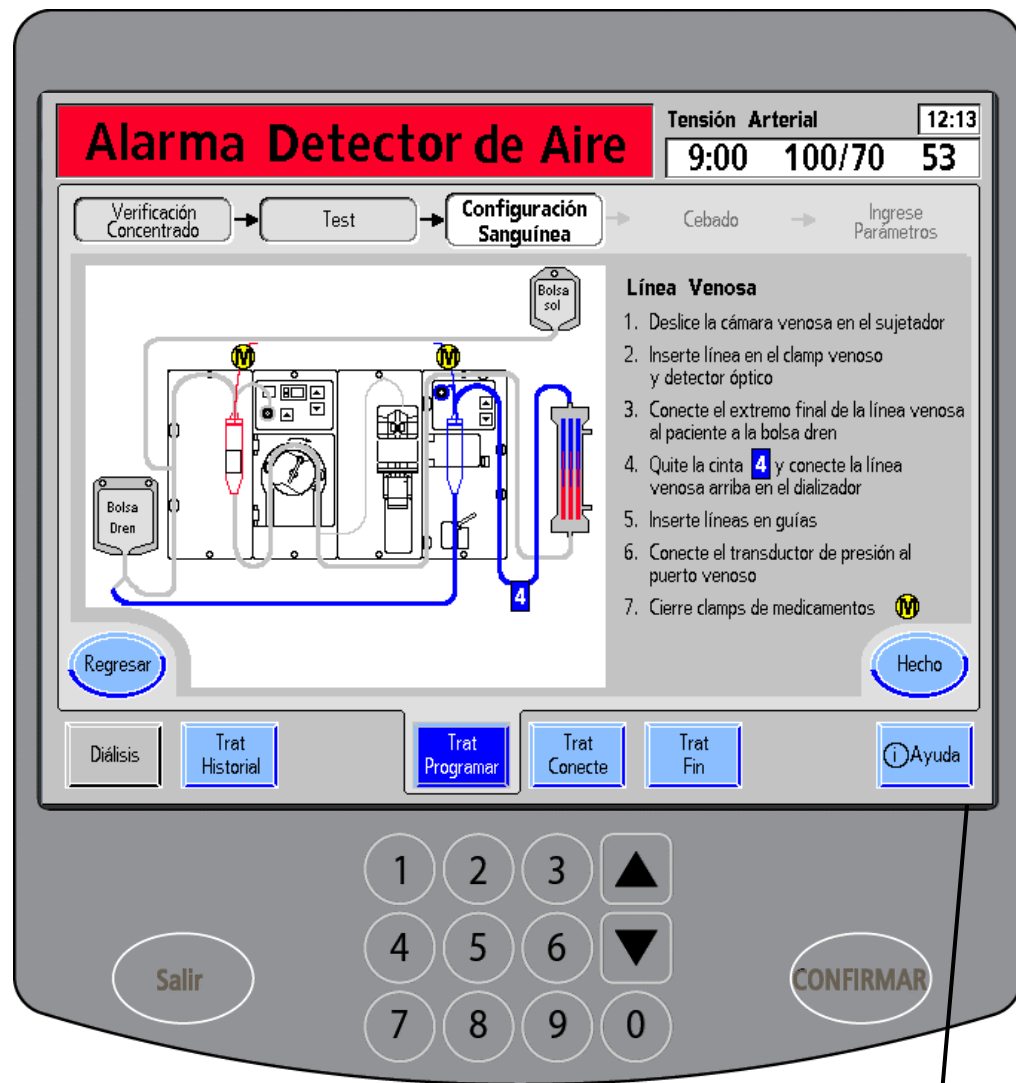 Alarma Detector de Aire
Tensión Arterial
12:13
9:00 100/70 53
Verificación
Concentrado
Test
Configuración
Sanguínea
Cebado
Ingrese
Parámetros
Bolsa
sol
M
M
Bolsa
Dren
4
Línea Venosa
1. Deslice la cámara venosa en el sujetador
2. Inserte línea en el clamp venoso
y detector óptico
3. Conecte el extremo final de la línea venosa
al paciente a la bolsa dren
4. Quite la cinta 4 y conecte la línea
venosa arriba en el dializador
5. Inserte líneas en guías
6. Conecte el transductor de presión al
puerto venoso
7. Cierre clamps de medicamentos M
Regresar
Hecho
Diálisis
Trat
Historial
Trat
Programar
Trat
Conecte
Trat
Fin
i Ayuda
1 2 3
4 5 6
7 8 9 0
Salir
CONFIRMAR